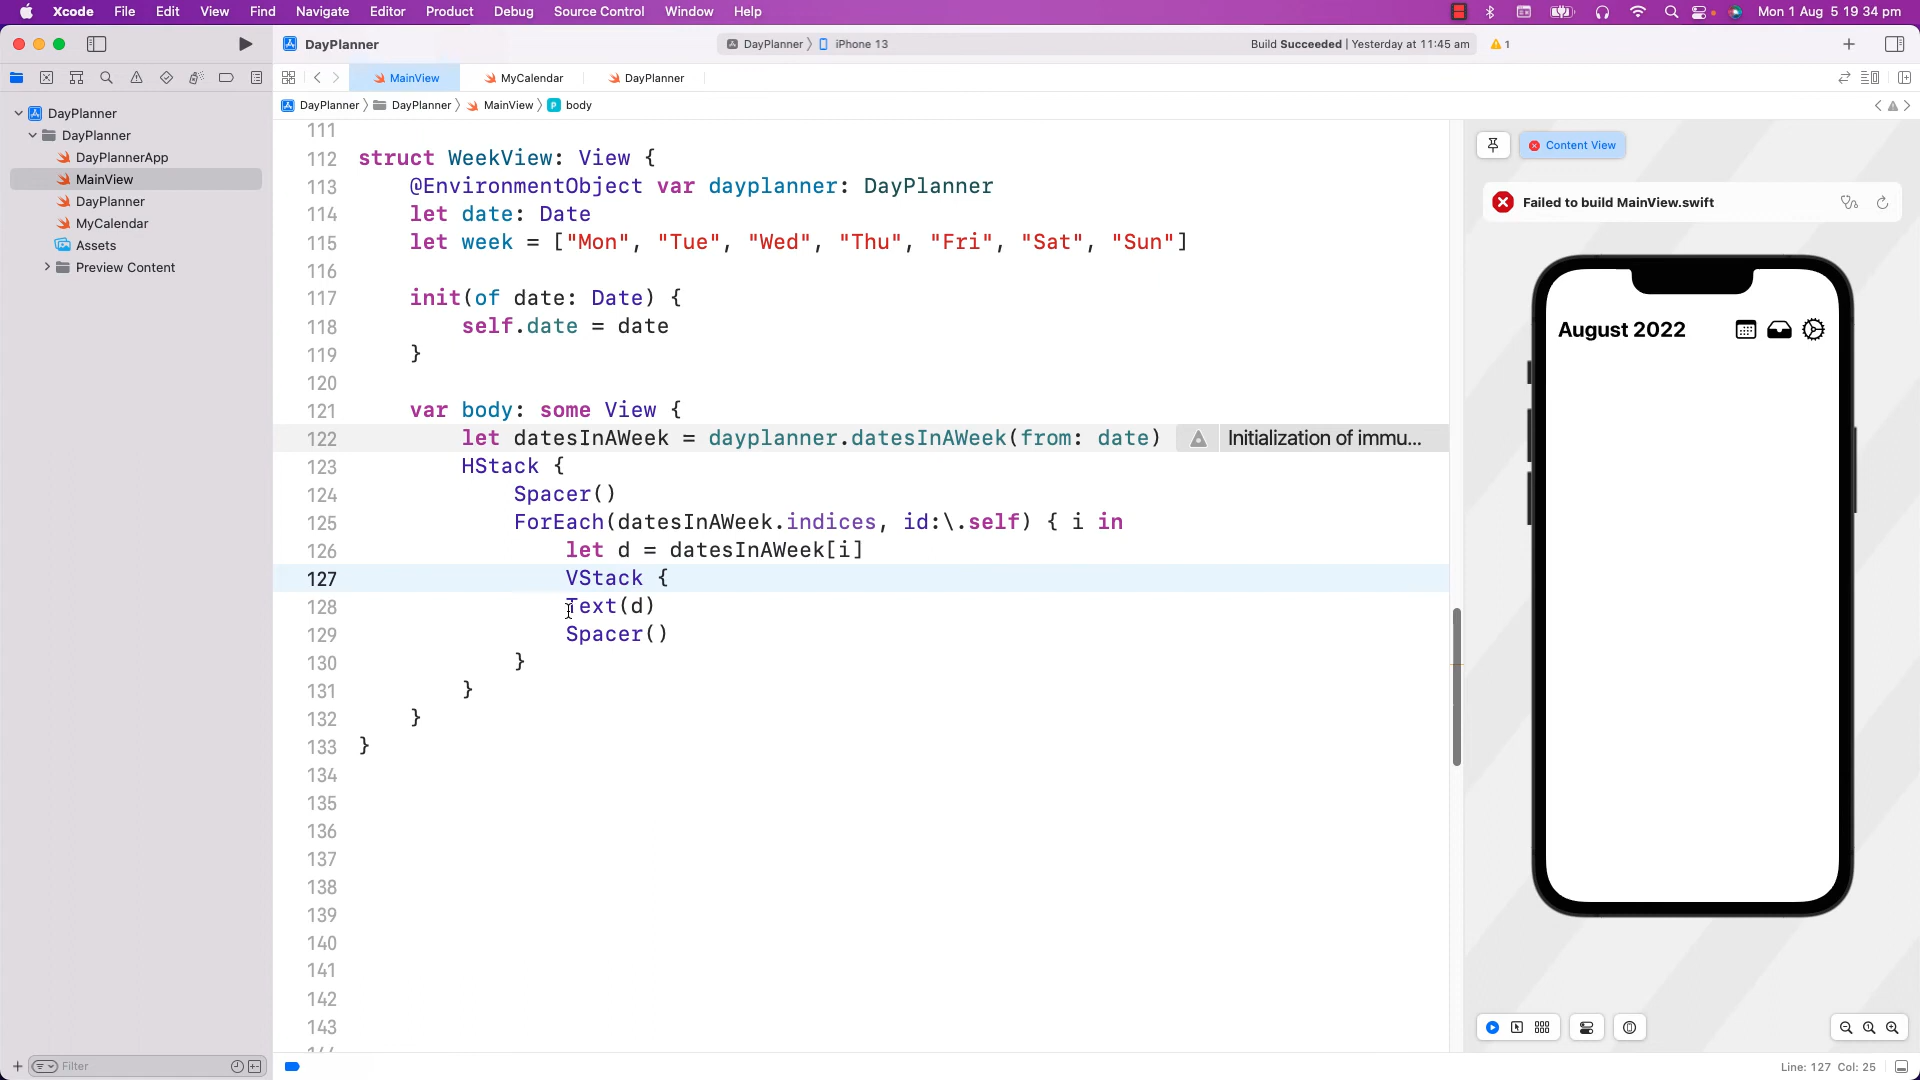 Xcode File Edit View Find Navigate Editor Product Debug Source Control Window Help Mon 1 Aug 5 19 34 pm
DayPlanner DayPlanner iPhone 13 Build Succeeded | Yesterday at 11:45 am 1
MainView MyCalendar DayPlanner
DayPlanner DayPlanner MainView P body
DayPlanner
DayPlanner
DayPlannerApp
MainView
DayPlanner
MyCalendar
Assets
Preview Content
Filter
111
112 struct WeekView: View {
113 @EnvironmentObject var dayplanner: DayPlanner
114 let date: Date
115 let week = ["Mon", "Tue", "Wed", "Thu", "Fri", "Sat", "Sun"]
116
117 init(of date: Date) {
118 self.date = date
119 }
120
121 var body: some View {
122 let datesInAWeek = dayplanner.datesInAWeek(from: date) Initialization of immu...
123 HStack {
124 Spacer()
125 ForEach(datesInAWeek.indices, id:\.self) { i in
126 let d = datesInAWeek[i]
127 VStack {
128 Text(d)
129 Spacer()
130 }
131 }
132 }
133 }
134
135
136
137
138
139
140
141
142
143
Content View
Failed to build MainView.swift
August 2022
Line: 127 Col: 25